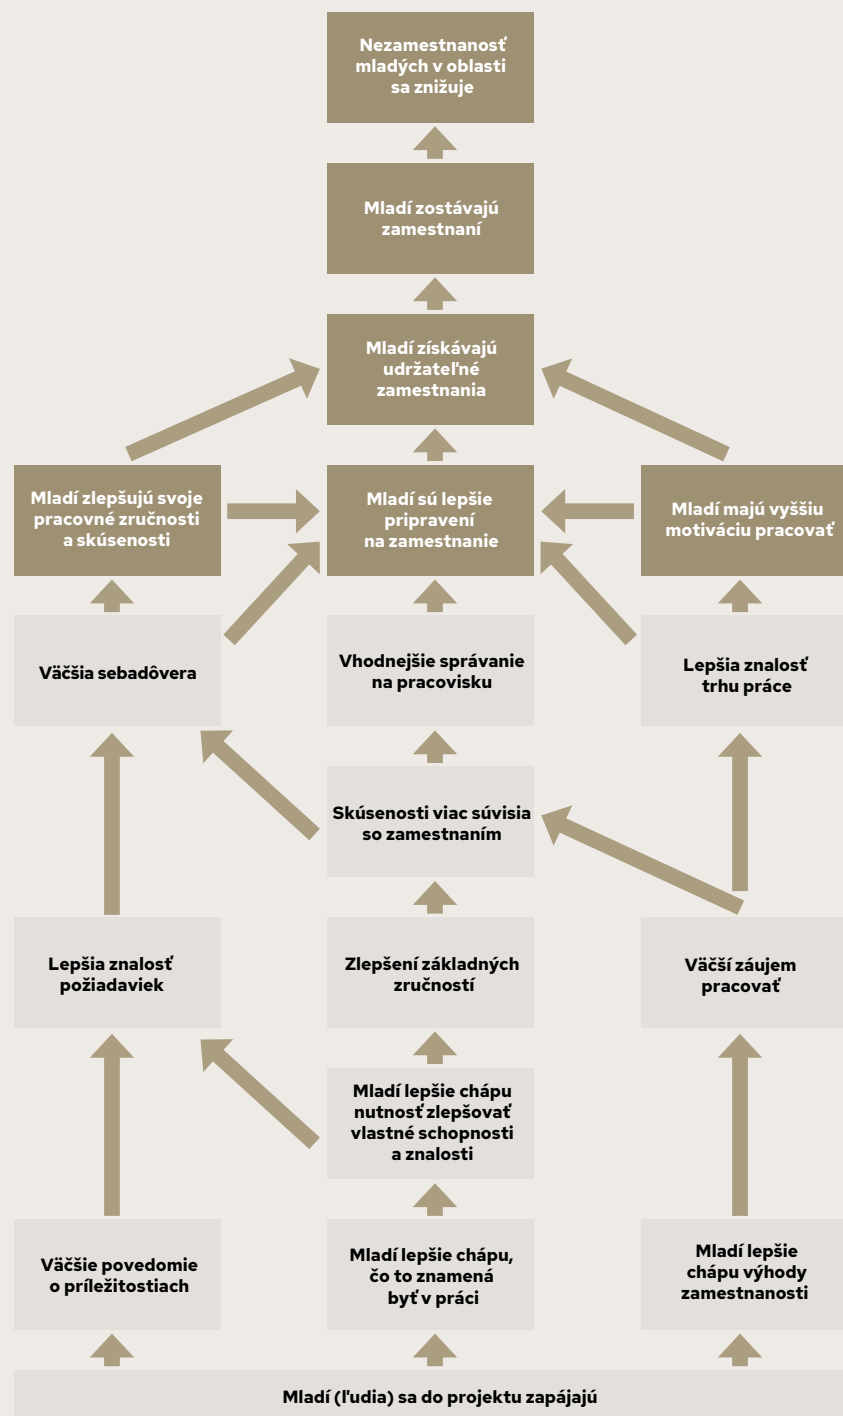 Nezamestnanosť
mladých v oblasti
sa znižuje
Mladí zostávajú
zamestnaní
Mladí získávajú
udržateľné
zamestnania
Mladí zlepšujú svoje
pracovné zručnosti
a skúsenosti
Mladí sú lepšie
pripravení
na zamestnanie
Mladí majú vyššiu
motiváciu pracovať
Väčšia sebadôvera
Vhodnejšie správanie
na pracovisku
Lepšia znalosť
trhu práce
Skúsenosti viac súvisia
so zamestnaním
Lepšia znalosť
požiadaviek
Zlepšení základných
zručností
Väčší záujem
pracovať
Mladí lepšie chápu
nutnosť zlepšovať
vlastné schopnosti
a znalosti
Väčšie povedomie
o príležitostiach
Mladí lepšie chápu,
čo to znamená
byť v práci
Mladí lepšie
chápu výhody
zamestnanosti
Mladí (ľudia) sa do projektu zapájajú